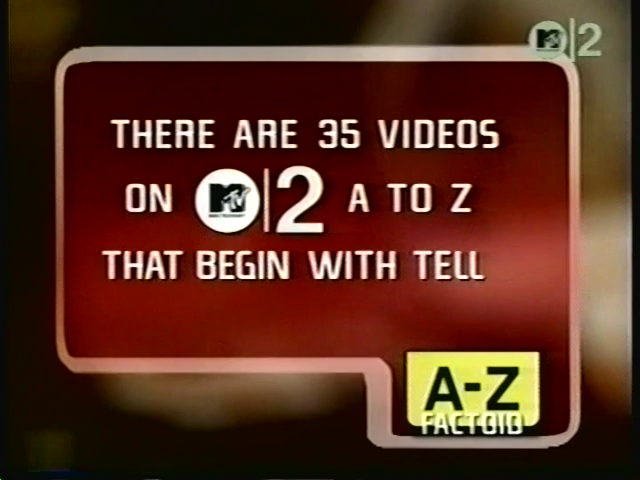 MTV 2
THERE ARE 35 VIDEOS
ON MTV 2 A TO Z
THAT BEGIN WITH TELL
A-Z
FACTOID